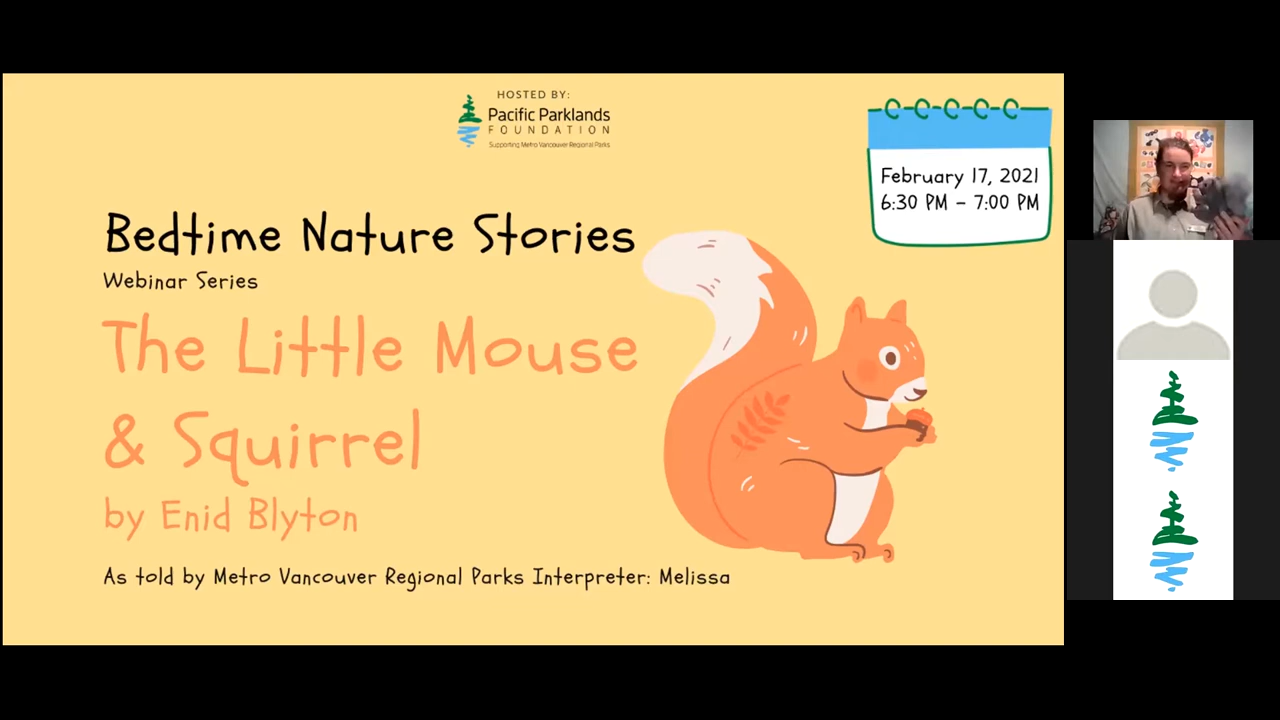 HOSTED BY:
Pacific Parklands
FOUNDATION
Supporting Metro Vancouver Regional Parks
February 17, 2021
6:30 PM – 7:00 PM
Bedtime Nature Stories
Webinar Series
The Little Mouse
& Squirrel
by Enid Blyton
As told by Metro Vancouver Regional Parks Interpreter: Melissa